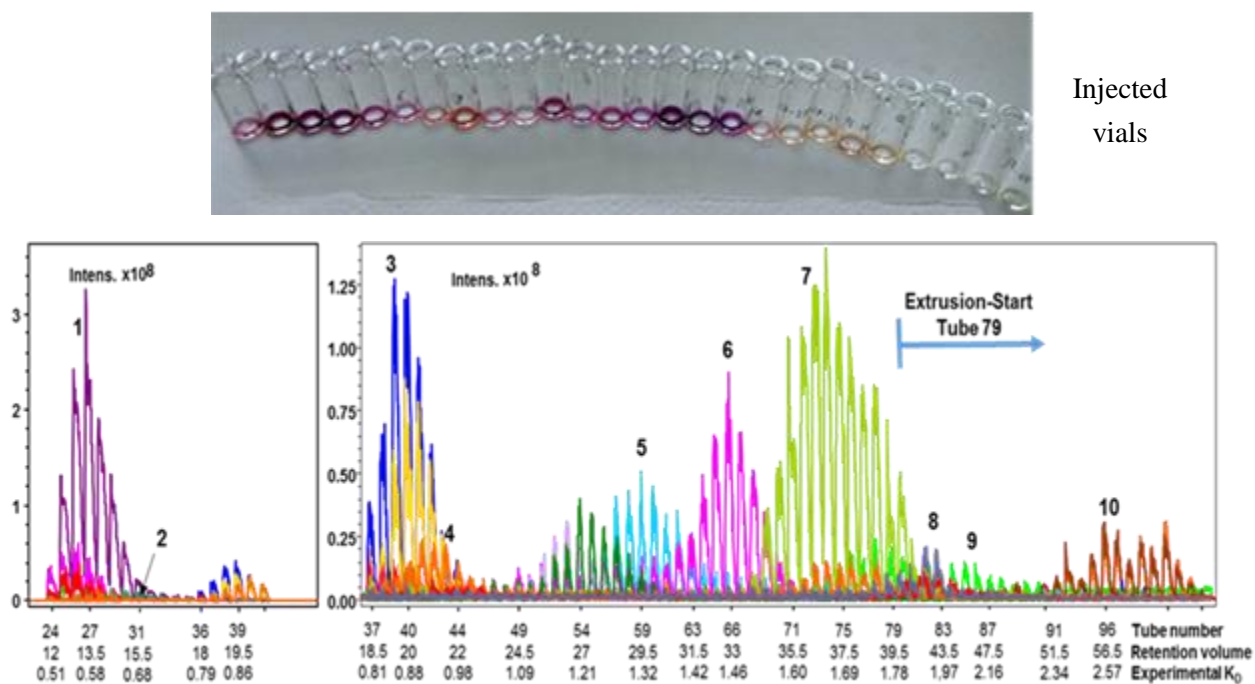 Injected
vials
Intens. x10⁸
3
2
1
0
1
2
24 27 31 36 39
12 13.5 15.5 18 19.5
0.51 0.58 0.68 0.79 0.86
Intens. x10⁸
1.25
1.00
0.75
0.50
0.25
0.00
3
4
5
6
7
8
9
10
Extrusion-Start
Tube 79
37 40 44 49 54 59 63 66 71 75 79 83 87 91 96 Tube number
18.5 20 22 24.5 27 29.5 31.5 33 35.5 37.5 39.5 43.5 47.5 51.5 56.5 Retention volume
0.81 0.88 0.98 1.09 1.21 1.32 1.42 1.46 1.60 1.69 1.78 1,97 2.16 2.34 2.57 Experimental K_D